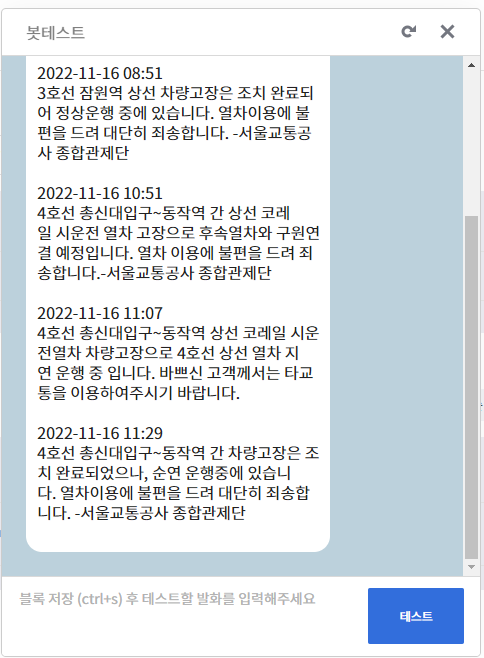 봇테스트
2022-11-16 08:51
3호선 잠원역 상선 차량고장은 조치 완료되
어 정상운행 중에 있습니다. 열차이용에 불
편을 드려 대단히 죄송합니다. -서울교통공
사 종합관제단
2022-11-16 10:51
4호선 총신대입구~동작역 간 상선 코레
일 시운전 열차 고장으로 후속열차와 구원연
결 예정입니다. 열차 이용에 불편을 드려 죄
송합니다.-서울교통공사 종합관제단
2022-11-16 11:07
4호선 총신대입구~동작역 상선 코레일 시운
전열차 차량고장으로 4호선 상선 열차 지
연 운행 중 입니다. 바쁘신 고객께서는 타교
통을 이용하여주시기 바랍니다.
2022-11-16 11:29
4호선 총신대입구~동작역 간 차량고장은 조
치 완료되었으나, 순연 운행중에 있습니
다. 열차이용에 불편을 드려 대단히 죄송합
니다. -서울교통공사 종합관제단
블록 저장 (ctrl+s) 후 테스트할 발화를 입력해주세요
테스트